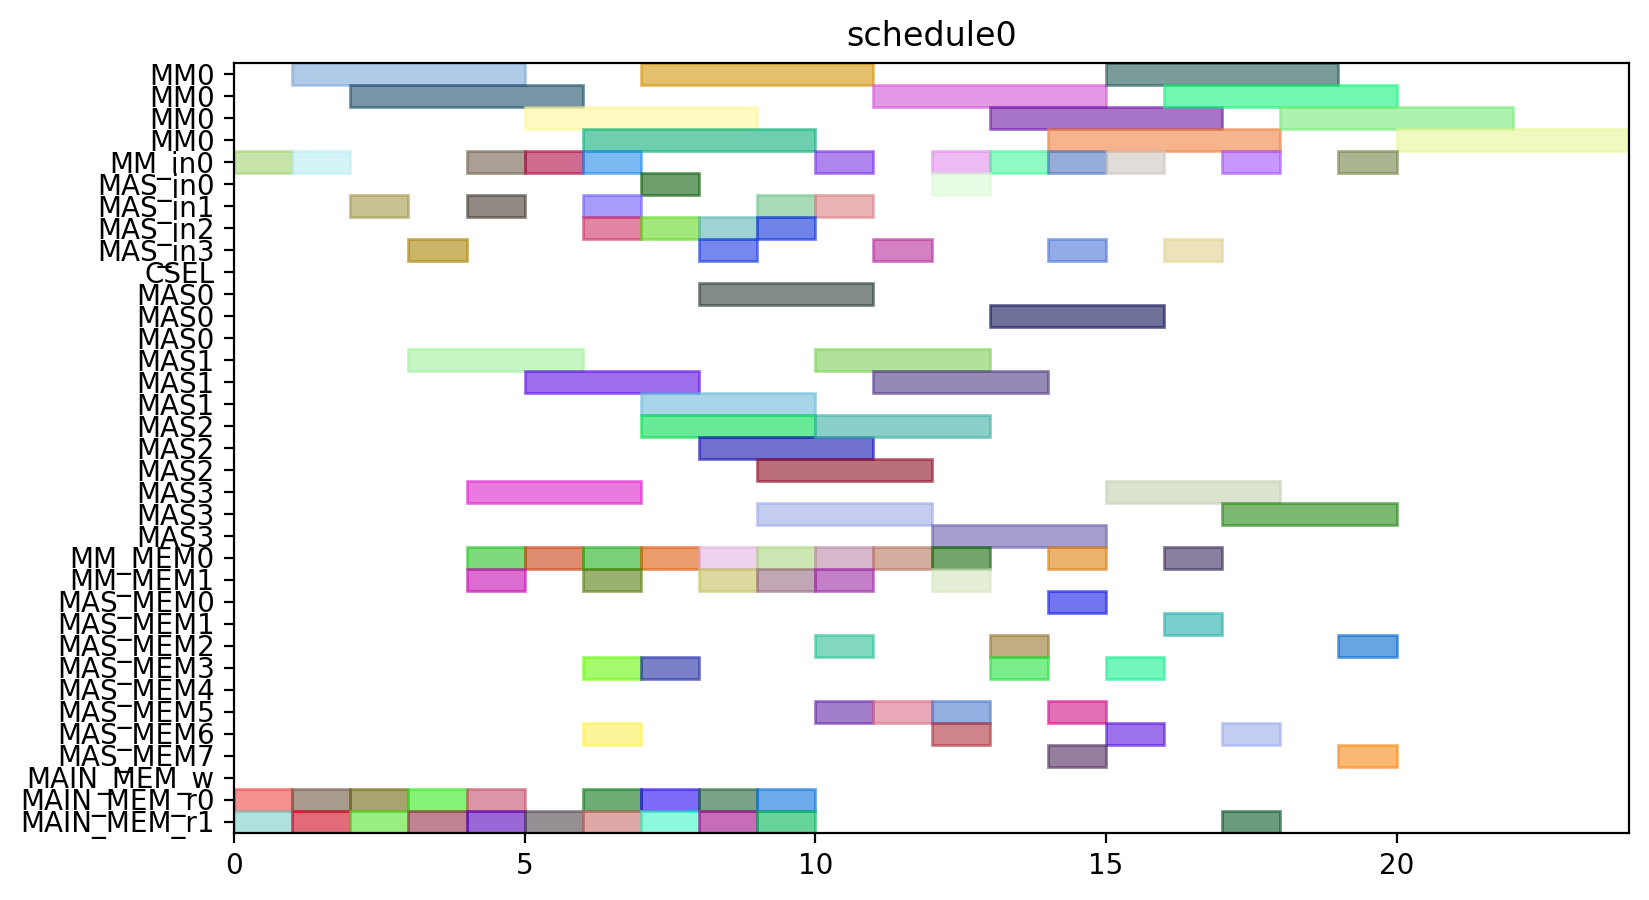 schedule0
MM0
MM0
MM0
MM0
MM_in0
MAS_in0
MAS_in1
MAS_in2
MAS_in3
CSEL
MAS0
MAS0
MAS0
MAS1
MAS1
MAS1
MAS2
MAS2
MAS2
MAS3
MAS3
MAS3
MM_MEM0
MM_MEM1
MAS_MEM0
MAS_MEM1
MAS_MEM2
MAS_MEM3
MAS_MEM4
MAS_MEM5
MAS_MEM6
MAS_MEM7
MAIN_MEM_w
MAIN_MEM_r0
MAIN_MEM_r1
0 5 10 15 20